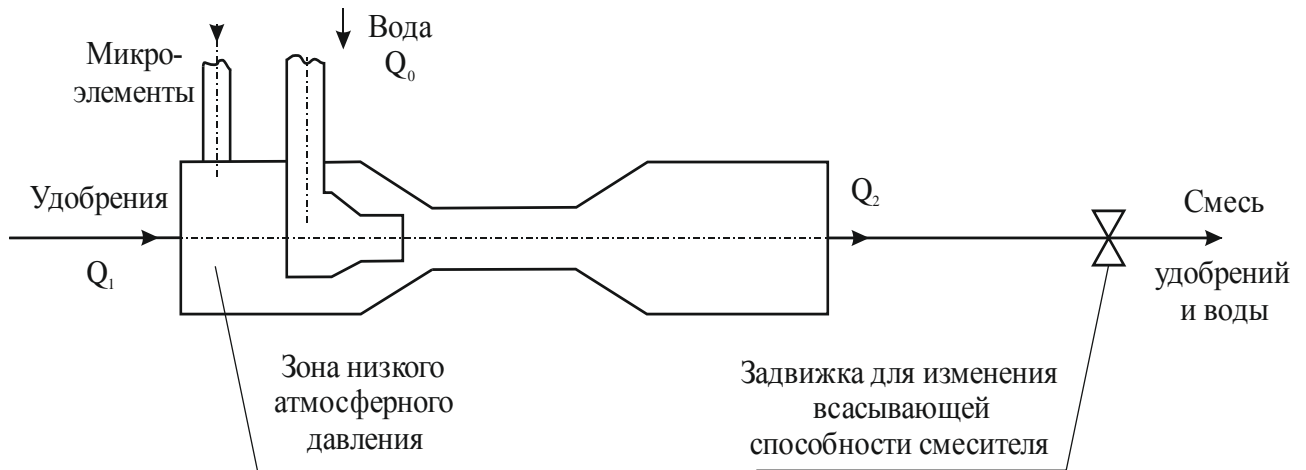 Микро-
элементы
Вода
Q₀
Удобрения
Q₁
Q₂
Смесь
удобрений
и воды
Зона низкого
атмосферного
давления
Задвижка для изменения
всасывающей
способности смесителя